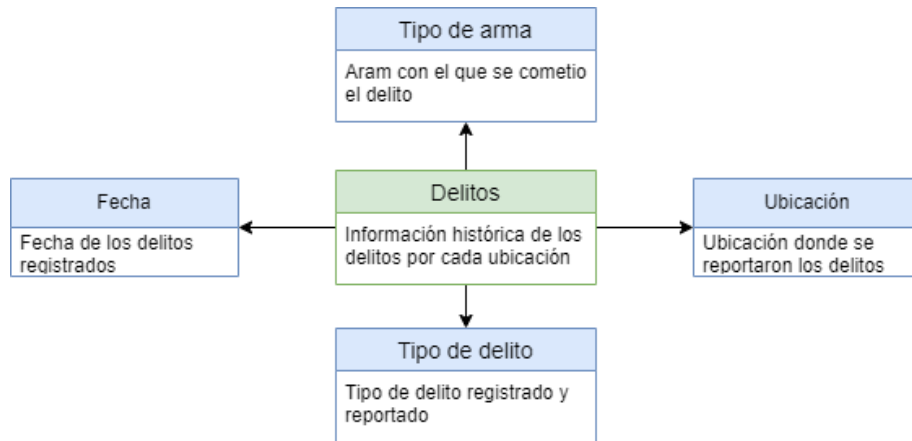 Tipo de arma
Aram con el que se cometio
el delito
Fecha
Fecha de los delitos
registrados
Delitos
Información histórica de los
delitos por cada ubicación
Ubicación
Ubicación donde se
reportaron los delitos
Tipo de delito
Tipo de delito registrado y
reportado